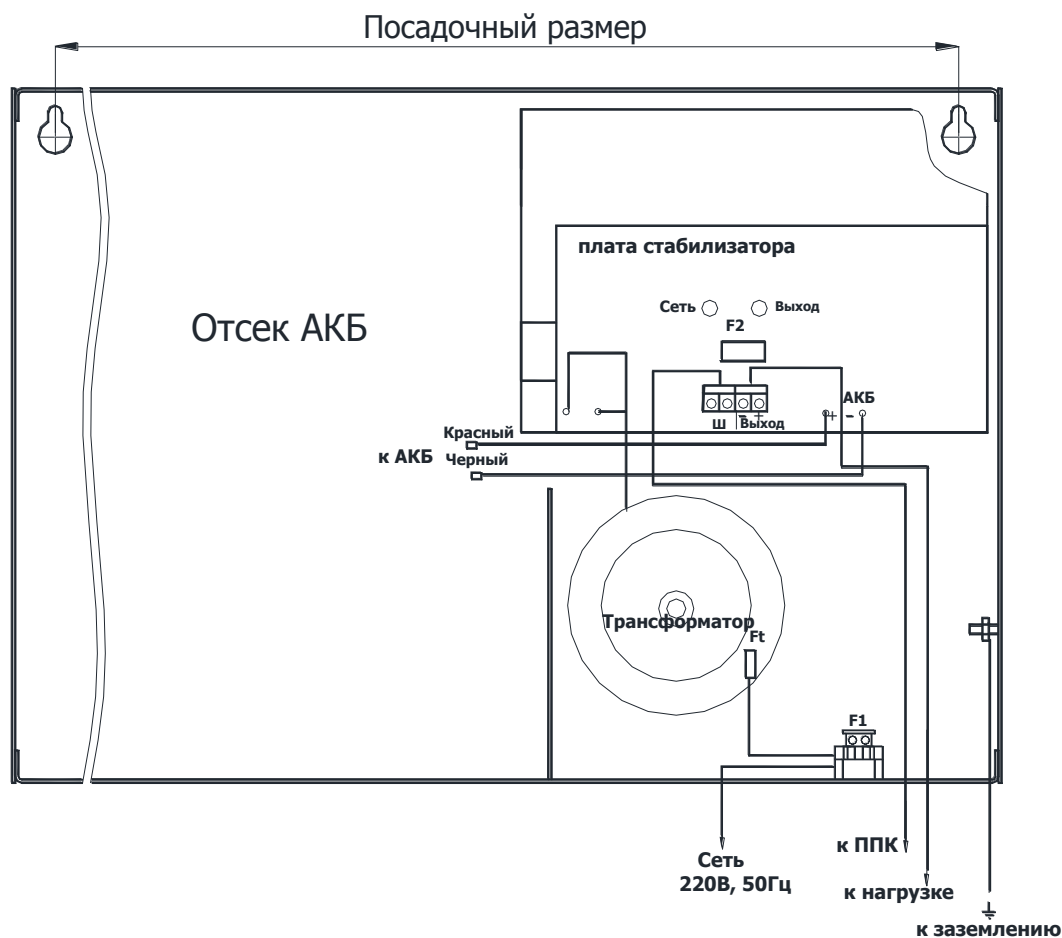 Посадочный размер
плата стабилизатора
Сеть
Выход
F2
Отсек АКБ
АКБ
+ -
- +
Ш
Выход
Красный
к АКБ
Черный
Трансформатор
Ft
F1
к ППК
Сеть
220В, 50Гц
к нагрузке
к заземлению